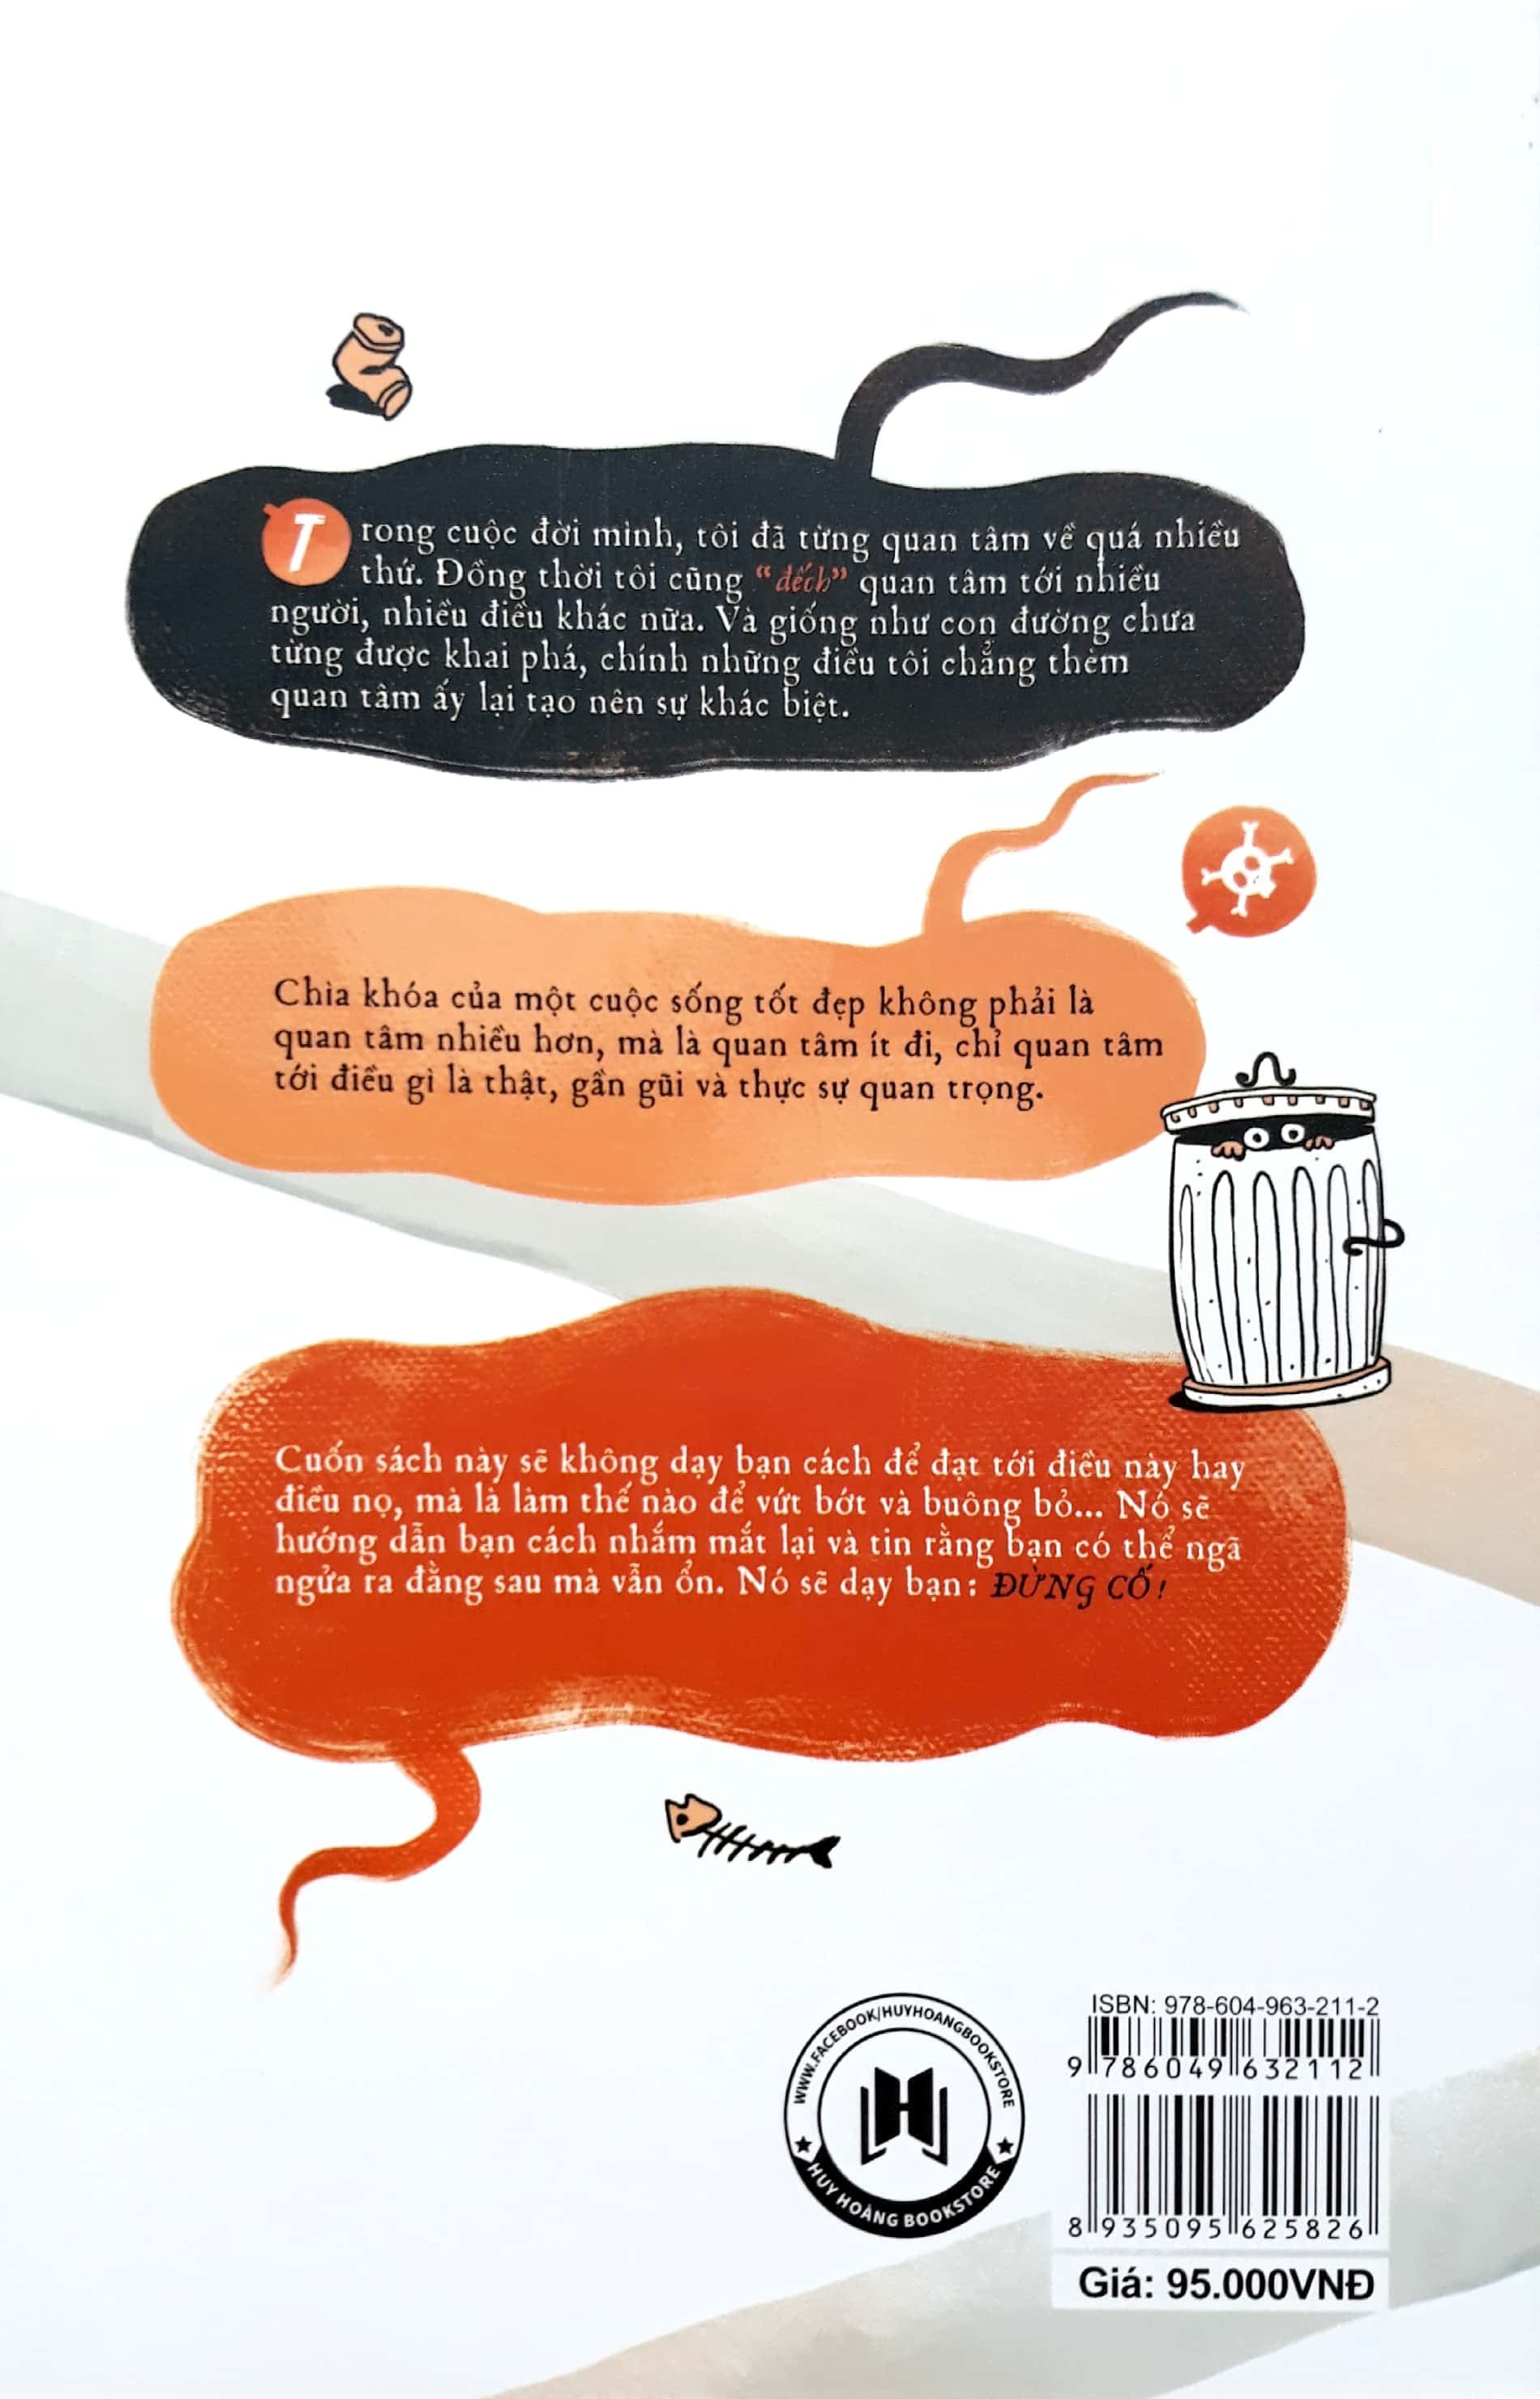 Trong cuộc đời mình, tôi đã từng quan tâm về quá nhiều
thứ. Đồng thời tôi cũng “đếch” quan tâm tới nhiều
người, nhiều điều khác nữa. Và giống như con đường chưa
từng được khai phá, chính những điều tôi chẳng thèm
quan tâm ấy lại tạo nên sự khác biệt.
Chìa khóa của một cuộc sống tốt đẹp không phải là
quan tâm nhiều hơn, mà là quan tâm ít đi, chỉ quan tâm
tới điều gì là thật, gần gũi và thực sự quan trọng.
Cuốn sách này sẽ không dạy bạn cách để đạt tới điều này hay
điều nọ, mà là làm thế nào để vứt bớt và buông bỏ... Nó sẽ
hướng dẫn bạn cách nhắm mắt lại và tin rằng bạn có thể ngã
ngửa ra đằng sau mà vẫn ổn. Nó sẽ dạy bạn: ĐỪNG CỐ!
WWW.FACEBOOK/HUYHOANGBOOKSTORE
H
HUY HOÀNG BOOKSTORE
ISBN: 978-604-963-211-2
9 786049 632112
8 935095 625826
Giá: 95.000VNĐ